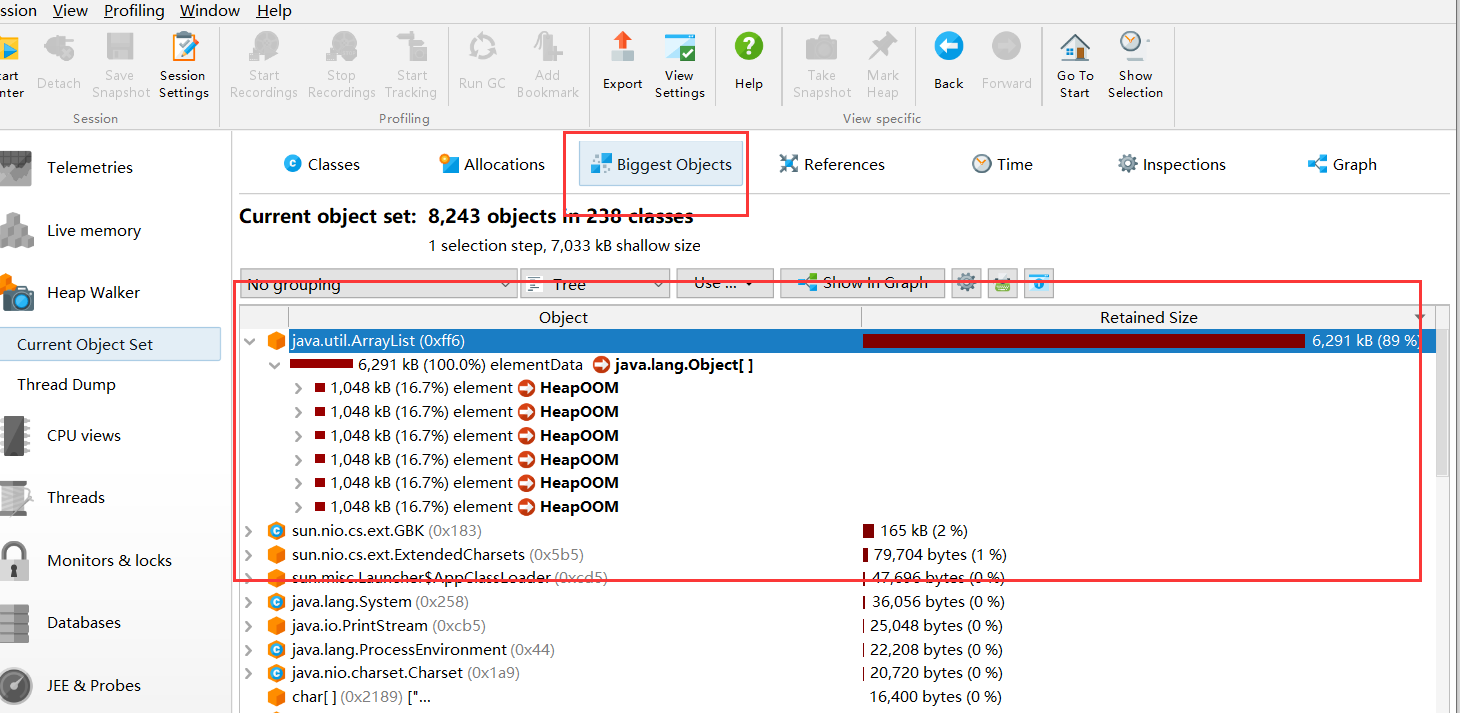 ssion View Profiling Window Help
tart
nter
Detach
Save
Snapshot
Session
Settings
Start
Recordings
Stop
Recordings
Start
Tracking
Run GC
Add
Bookmark
Export
View
Settings
Help
Take
Snapshot
Mark
Heap
Back
Forward
Go To
Start
Show
Selection
Session
Profiling
View specific
Telemetries
Live memory
Heap Walker
Current Object Set
Thread Dump
CPU views
Threads
Monitors & locks
Databases
JEE & Probes
Classes
Allocations
Biggest Objects
References
Time
Inspections
Graph
Current object set: 8,243 objects in 238 classes
1 selection step, 7,033 kB shallow size
No grouping
Tree
Use ...
Show In Graph
Object Retained Size
java.util.ArrayList (0xff6) 6,291 kB (89 %)
6,291 kB (100.0%) elementData java.lang.Object[ ]
1,048 kB (16.7%) element HeapOOM
1,048 kB (16.7%) element HeapOOM
1,048 kB (16.7%) element HeapOOM
1,048 kB (16.7%) element HeapOOM
1,048 kB (16.7%) element HeapOOM
1,048 kB (16.7%) element HeapOOM
sun.nio.cs.ext.GBK (0x183) 165 kB (2 %)
sun.nio.cs.ext.ExtendedCharsets (0x5b5) 79,704 bytes (1 %)
sun.misc.Launcher$AppClassLoader (0xcd5) 47,696 bytes (0 %)
java.lang.System (0x258) 36,056 bytes (0 %)
java.io.PrintStream (0xcb5) 25,048 bytes (0 %)
java.lang.ProcessEnvironment (0x44) 22,208 bytes (0 %)
java.nio.charset.Charset (0x1a9) 20,720 bytes (0 %)
char[ ] (0x2189) ["... 16,400 bytes (0 %)